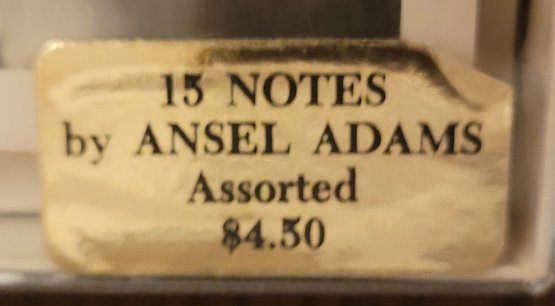 15 NOTES
by ANSEL ADAMS
Assorted
$4.50